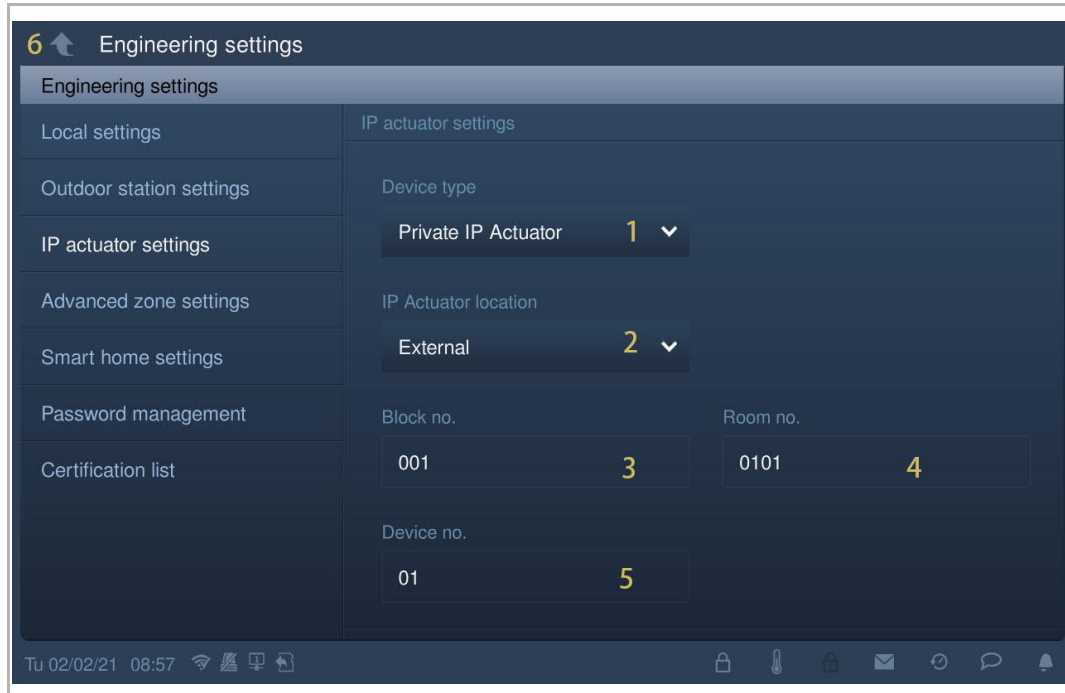 6 Engineering settings
Engineering settings
Local settings
Outdoor station settings
IP actuator settings
Advanced zone settings
Smart home settings
Password management
Certification list
IP actuator settings
Device type
Private IP Actuator 1
IP Actuator location
External 2
Block no. Room no.
001 3 0101 4
Device no.
01 5
Tu 02/02/21 08:57